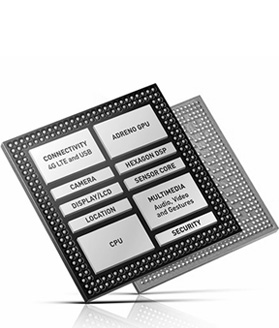 CONNECTIVITY
4G LTE and USB
ADRENO GPU
HEXAGON DSP
CAMERA
SENSOR CORE
DISPLAY/LCD
MULTIMEDIA
Audio, Video
and Gestures
LOCATION
CPU
SECURITY